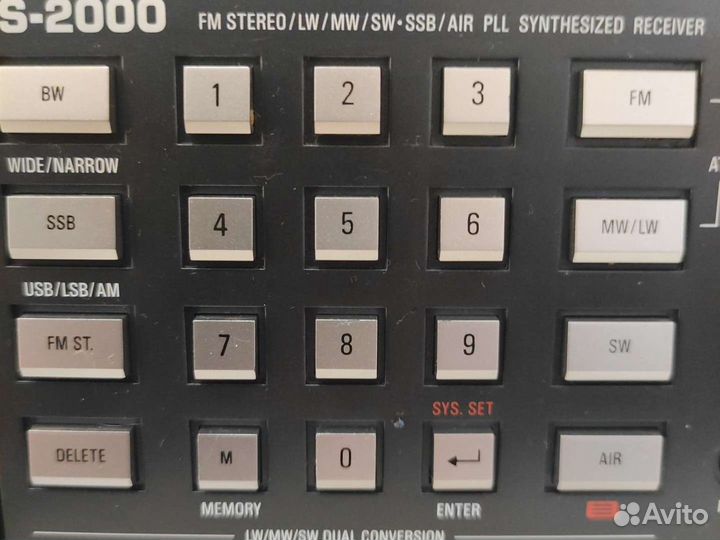 S-2000 FM STEREO/LW/MW/SW•SSB/AIR PLL SYNTHESIZED RECEIVER
BW 1 2 3 FM
WIDE/NARROW
SSB 4 5 6 MW/LW
USB/LSB/AM
FM ST. 7 8 9 SW
SYS. SET
DELETE M 0 AIR
MEMORY ENTER
LW/MW/SW DUAL CONVERSION
Avito